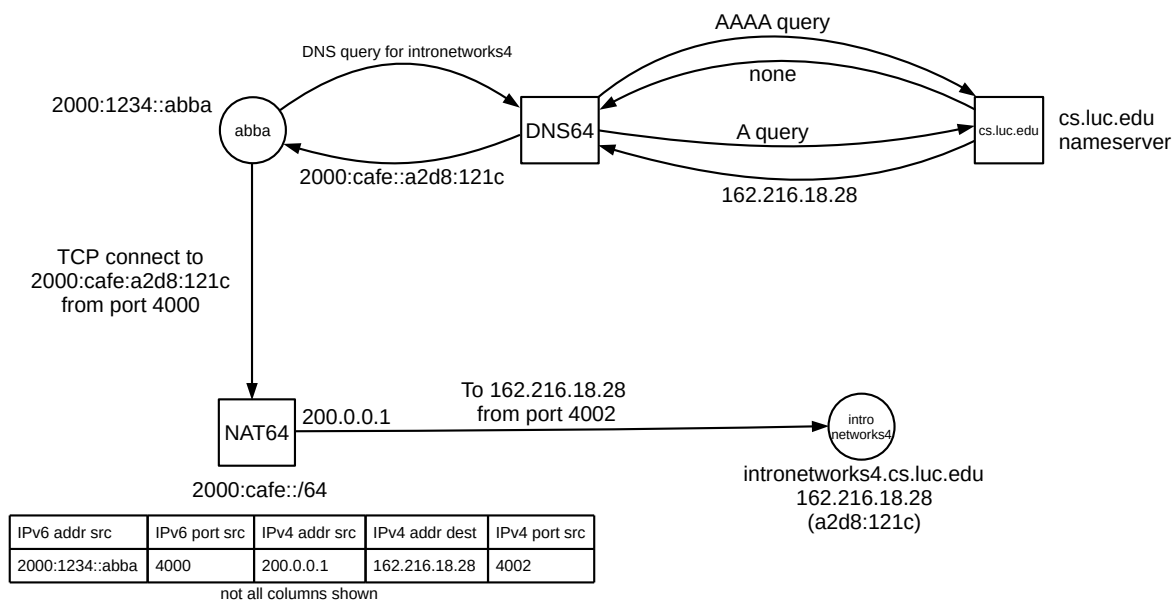 AAAA query
DNS query for intronetworks4
none
2000:1234::abba
abba
DNS64
A query
cs.luc.edu
cs.luc.edu
nameserver
2000:cafe::a2d8:121c
162.216.18.28
TCP connect to
2000:cafe:a2d8:121c
from port 4000
To 162.216.18.28
from port 4002
200.0.0.1
NAT64
intro
networks4
2000:cafe::/64
intronetworks4.cs.luc.edu
162.216.18.28
(a2d8:121c)
IPv6 addr src IPv6 port src IPv4 addr src IPv4 addr dest IPv4 port src
2000:1234::abba 4000 200.0.0.1 162.216.18.28 4002
not all columns shown